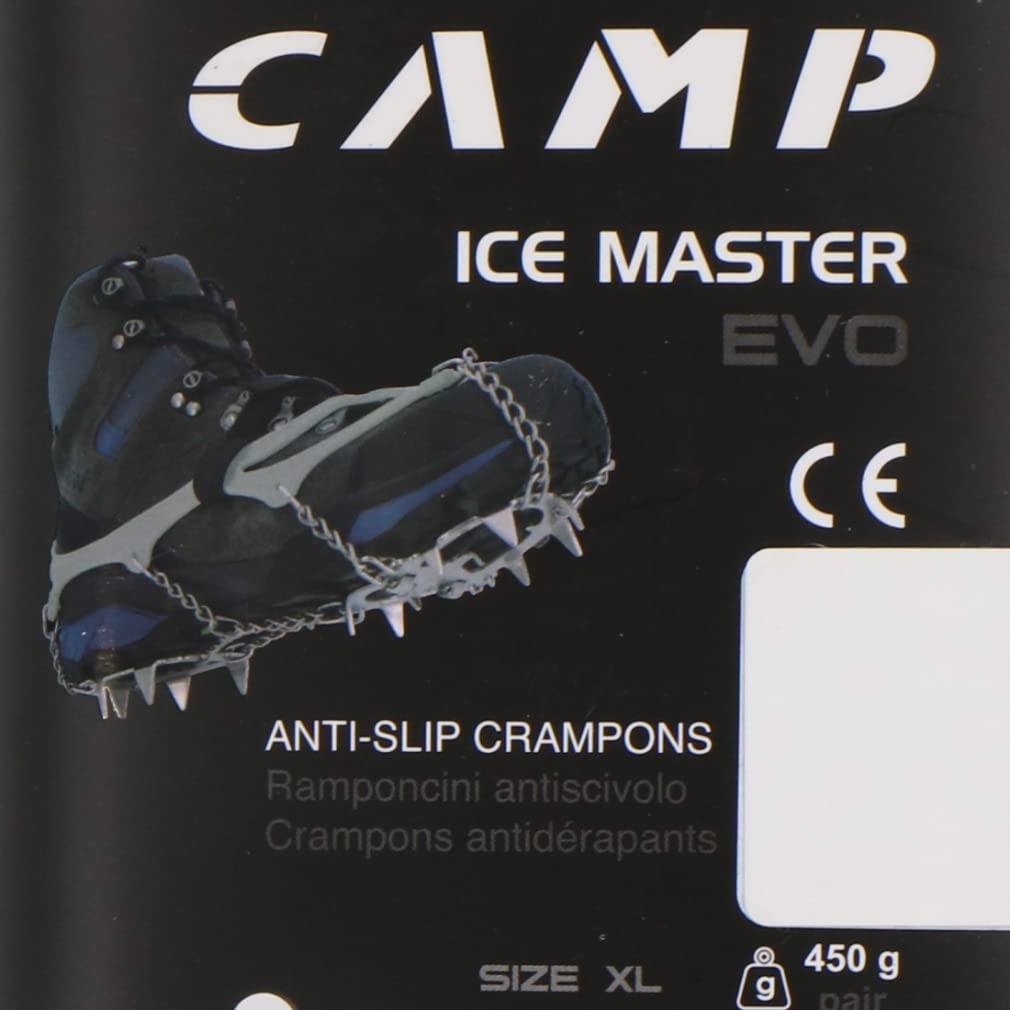 CAMP
ICE MASTER
EVO
CE
ANTI-SLIP CRAMPONS
Ramponcini antiscivolo
Crampons antidérapants
SIZE XL
g
450 g
pair